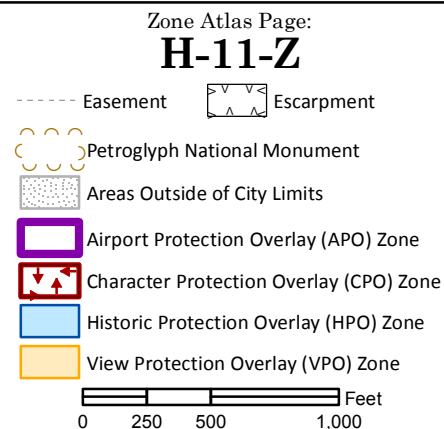 Zone Atlas Page:
H-11-Z
Easement Escarpment
Petroglyph National Monument
Areas Outside of City Limits
Airport Protection Overlay (APO) Zone
Character Protection Overlay (CPO) Zone
Historic Protection Overlay (HPO) Zone
View Protection Overlay (VPO) Zone
Feet
0 250 500 1,000